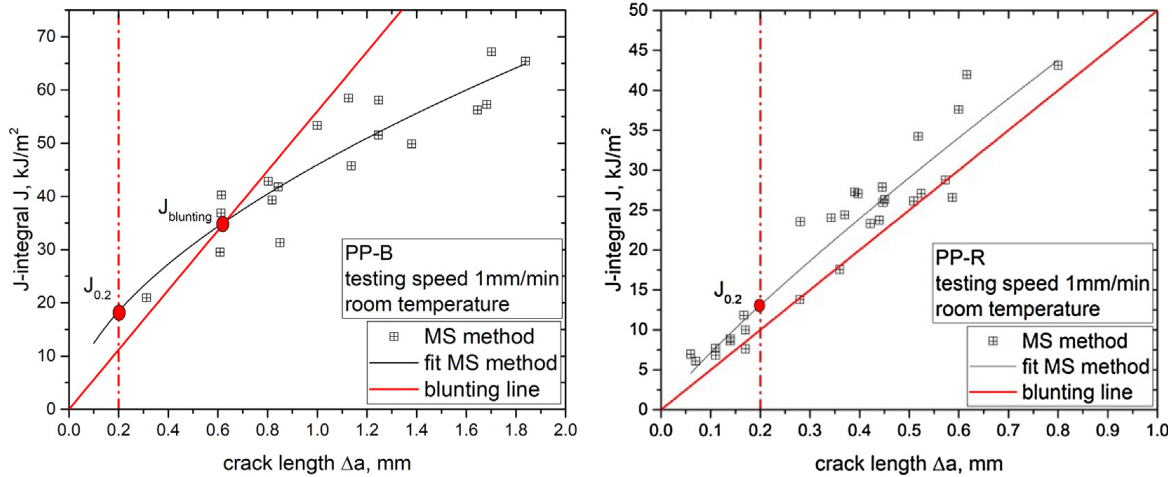 70
60
50
40
30
20
10
0
J-integral J, kJ/m²
J0.2
Jblunting
PP-B
testing speed 1mm/min
room temperature
MS method
fit MS method
blunting line
0.0 0.2 0.4 0.6 0.8 1.0 1.2 1.4 1.6 1.8 2.0
crack length Δa, mm
50
45
40
35
30
25
20
15
10
5
0
J-integral J, kJ/m²
J0.2
PP-R
testing speed 1mm/min
room temperature
MS method
fit MS method
blunting line
0.0 0.1 0.2 0.3 0.4 0.5 0.6 0.7 0.8 0.9 1.0
crack length Δa, mm